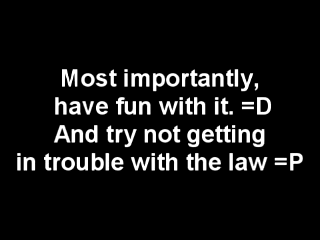 Most importantly,
have fun with it. =D
And try not getting
in trouble with the law =P